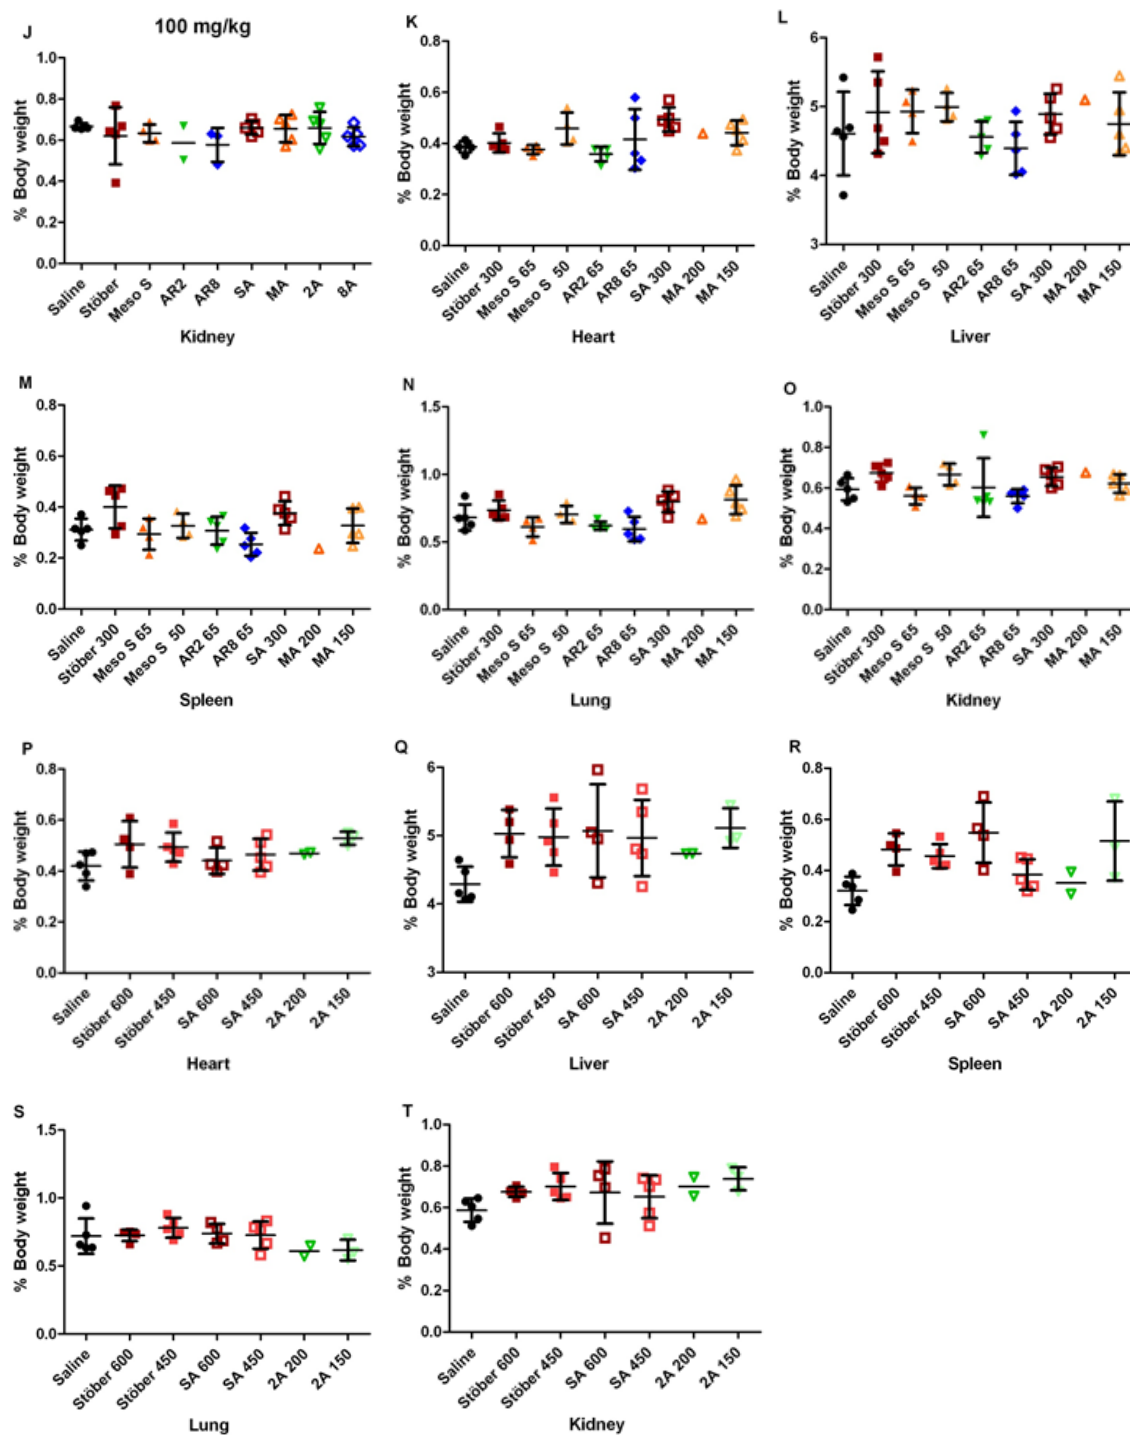 J
100 mg/kg
% Body weight
1.0
0.8
0.6
0.4
0.2
0.0
Saline
Stöber
Meso S
AR2
AR8
SA
MA
2A
8A
Kidney
K
% Body weight
0.8
0.6
0.4
0.2
0.0
Saline
Stöber 300
Meso S 65
Meso S 50
AR2 65
AR8 65
SA 300
MA 200
MA 150
Heart
L
% Body weight
6
5
4
3
Saline
Stöber 300
Meso S 65
Meso S 50
AR2 65
AR8 65
SA 300
MA 200
MA 150
Liver
M
% Body weight
0.8
0.6
0.4
0.2
0.0
Saline
Stöber 300
Meso S 65
Meso S 50
AR2 65
AR8 65
SA 300
MA 200
MA 150
Spleen
N
% Body weight
1.5
1.0
0.5
0.0
Saline
Stöber 300
Meso S 65
Meso S 50
AR2 65
AR8 65
SA 300
MA 200
MA 150
Lung
O
% Body weight
1.0
0.8
0.6
0.4
0.2
0.0
Saline
Stöber 300
Meso S 65
Meso S 50
AR2 65
AR8 65
SA 300
MA 200
MA 150
Kidney
P
% Body weight
0.8
0.6
0.4
0.2
0.0
Saline
Stöber 600
Stöber 450
SA 600
SA 450
2A 200
2A 150
Heart
Q
% Body weight
6
5
4
3
Saline
Stöber 600
Stöber 450
SA 600
SA 450
2A 200
2A 150
Liver
R
% Body weight
0.8
0.6
0.4
0.2
0.0
Saline
Stöber 600
Stöber 450
SA 600
SA 450
2A 200
2A 150
Spleen
S
% Body weight
1.5
1.0
0.5
0.0
Saline
Stöber 600
Stöber 450
SA 600
SA 450
2A 200
2A 150
Lung
T
% Body weight
1.0
0.8
0.6
0.4
0.2
0.0
Saline
Stöber 600
Stöber 450
SA 600
SA 450
2A 200
2A 150
Kidney